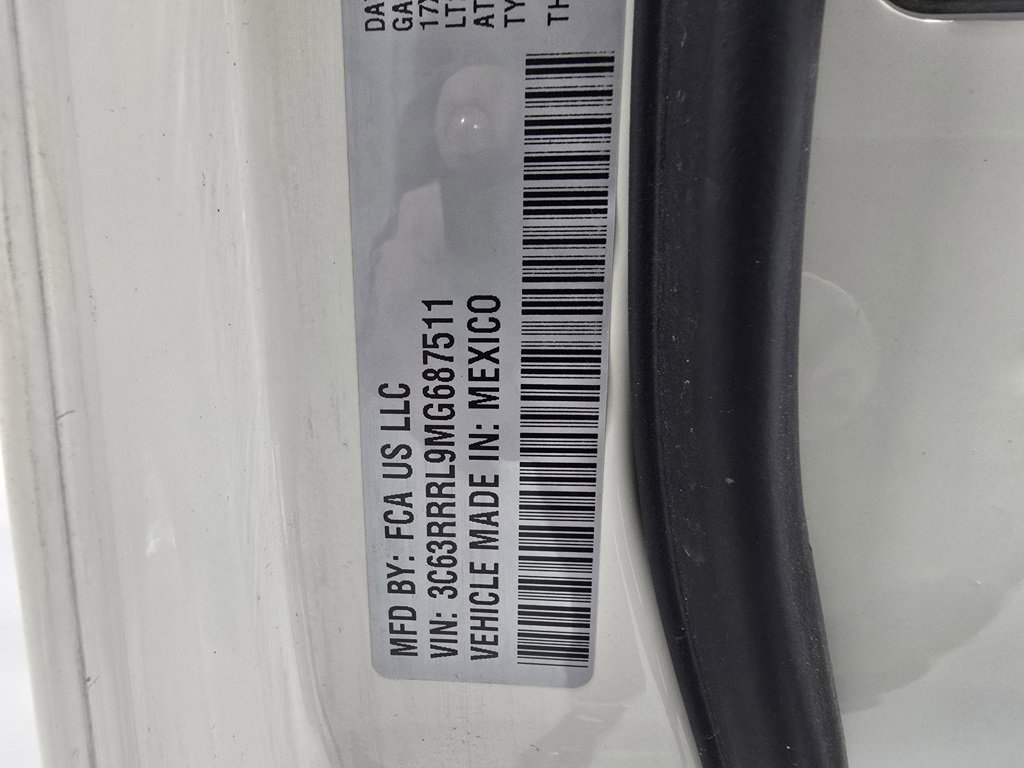 MFD BY: FCA US LLC
VIN: 3C63RRRL9MG687511
VEHICLE MADE IN: MEXICO